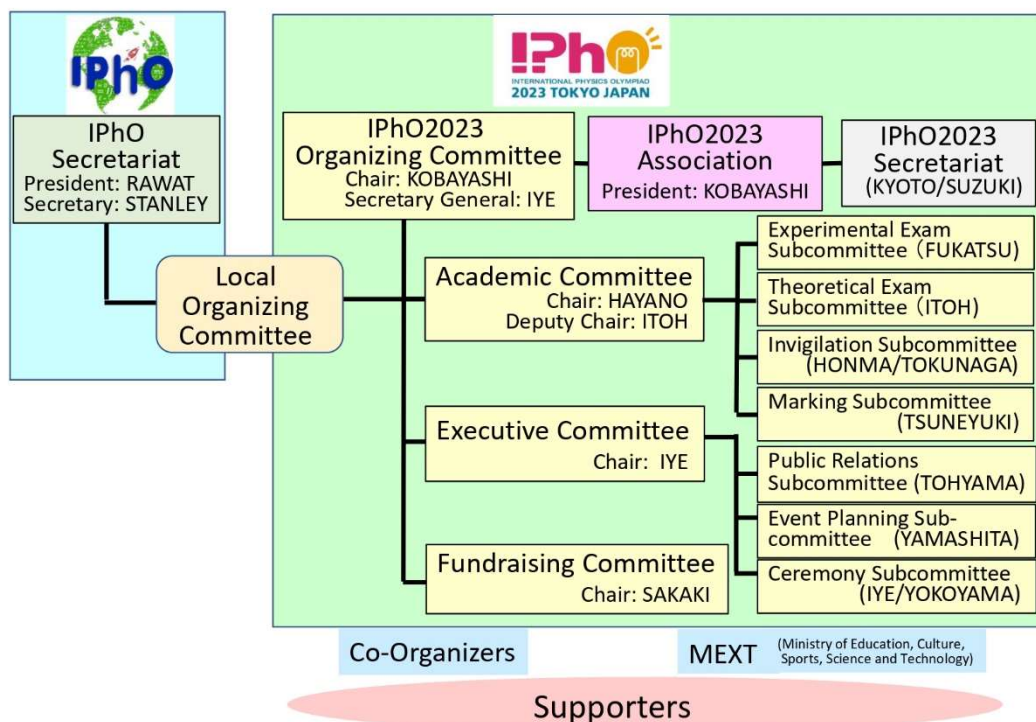 IPhO
IPhO
INTERNATIONAL PHYSICS OLYMPIAD
2023 TOKYO JAPAN
IPhO
Secretariat
President: RAWAT
Secretary: STANLEY
IPhO2023
Organizing Committee
Chair: KOBAYASHI
Secretary General: IYE
IPhO2023
Association
President: KOBAYASHI
IPhO2023
Secretariat
(KYOTO/SUZUKI)
Local
Organizing
Committee
Academic Committee
Chair: HAYANO
Deputy Chair: ITOH
Experimental Exam
Subcommittee（FUKATSU)
Theoretical Exam
Subcommittee（ITOH)
Invigilation Subcommittee
(HONMA/TOKUNAGA)
Marking Subcommittee
(TSUNEYUKI)
Executive Committee
Chair: IYE
Public Relations
Subcommittee (TOHYAMA)
Event Planning Sub-
committee (YAMASHITA)
Ceremony Subcommittee
(IYE/YOKOYAMA)
Fundraising Committee
Chair: SAKAKI
Co-Organizers
MEXT
(Ministry of Education, Culture,
Sports, Science and Technology)
Supporters